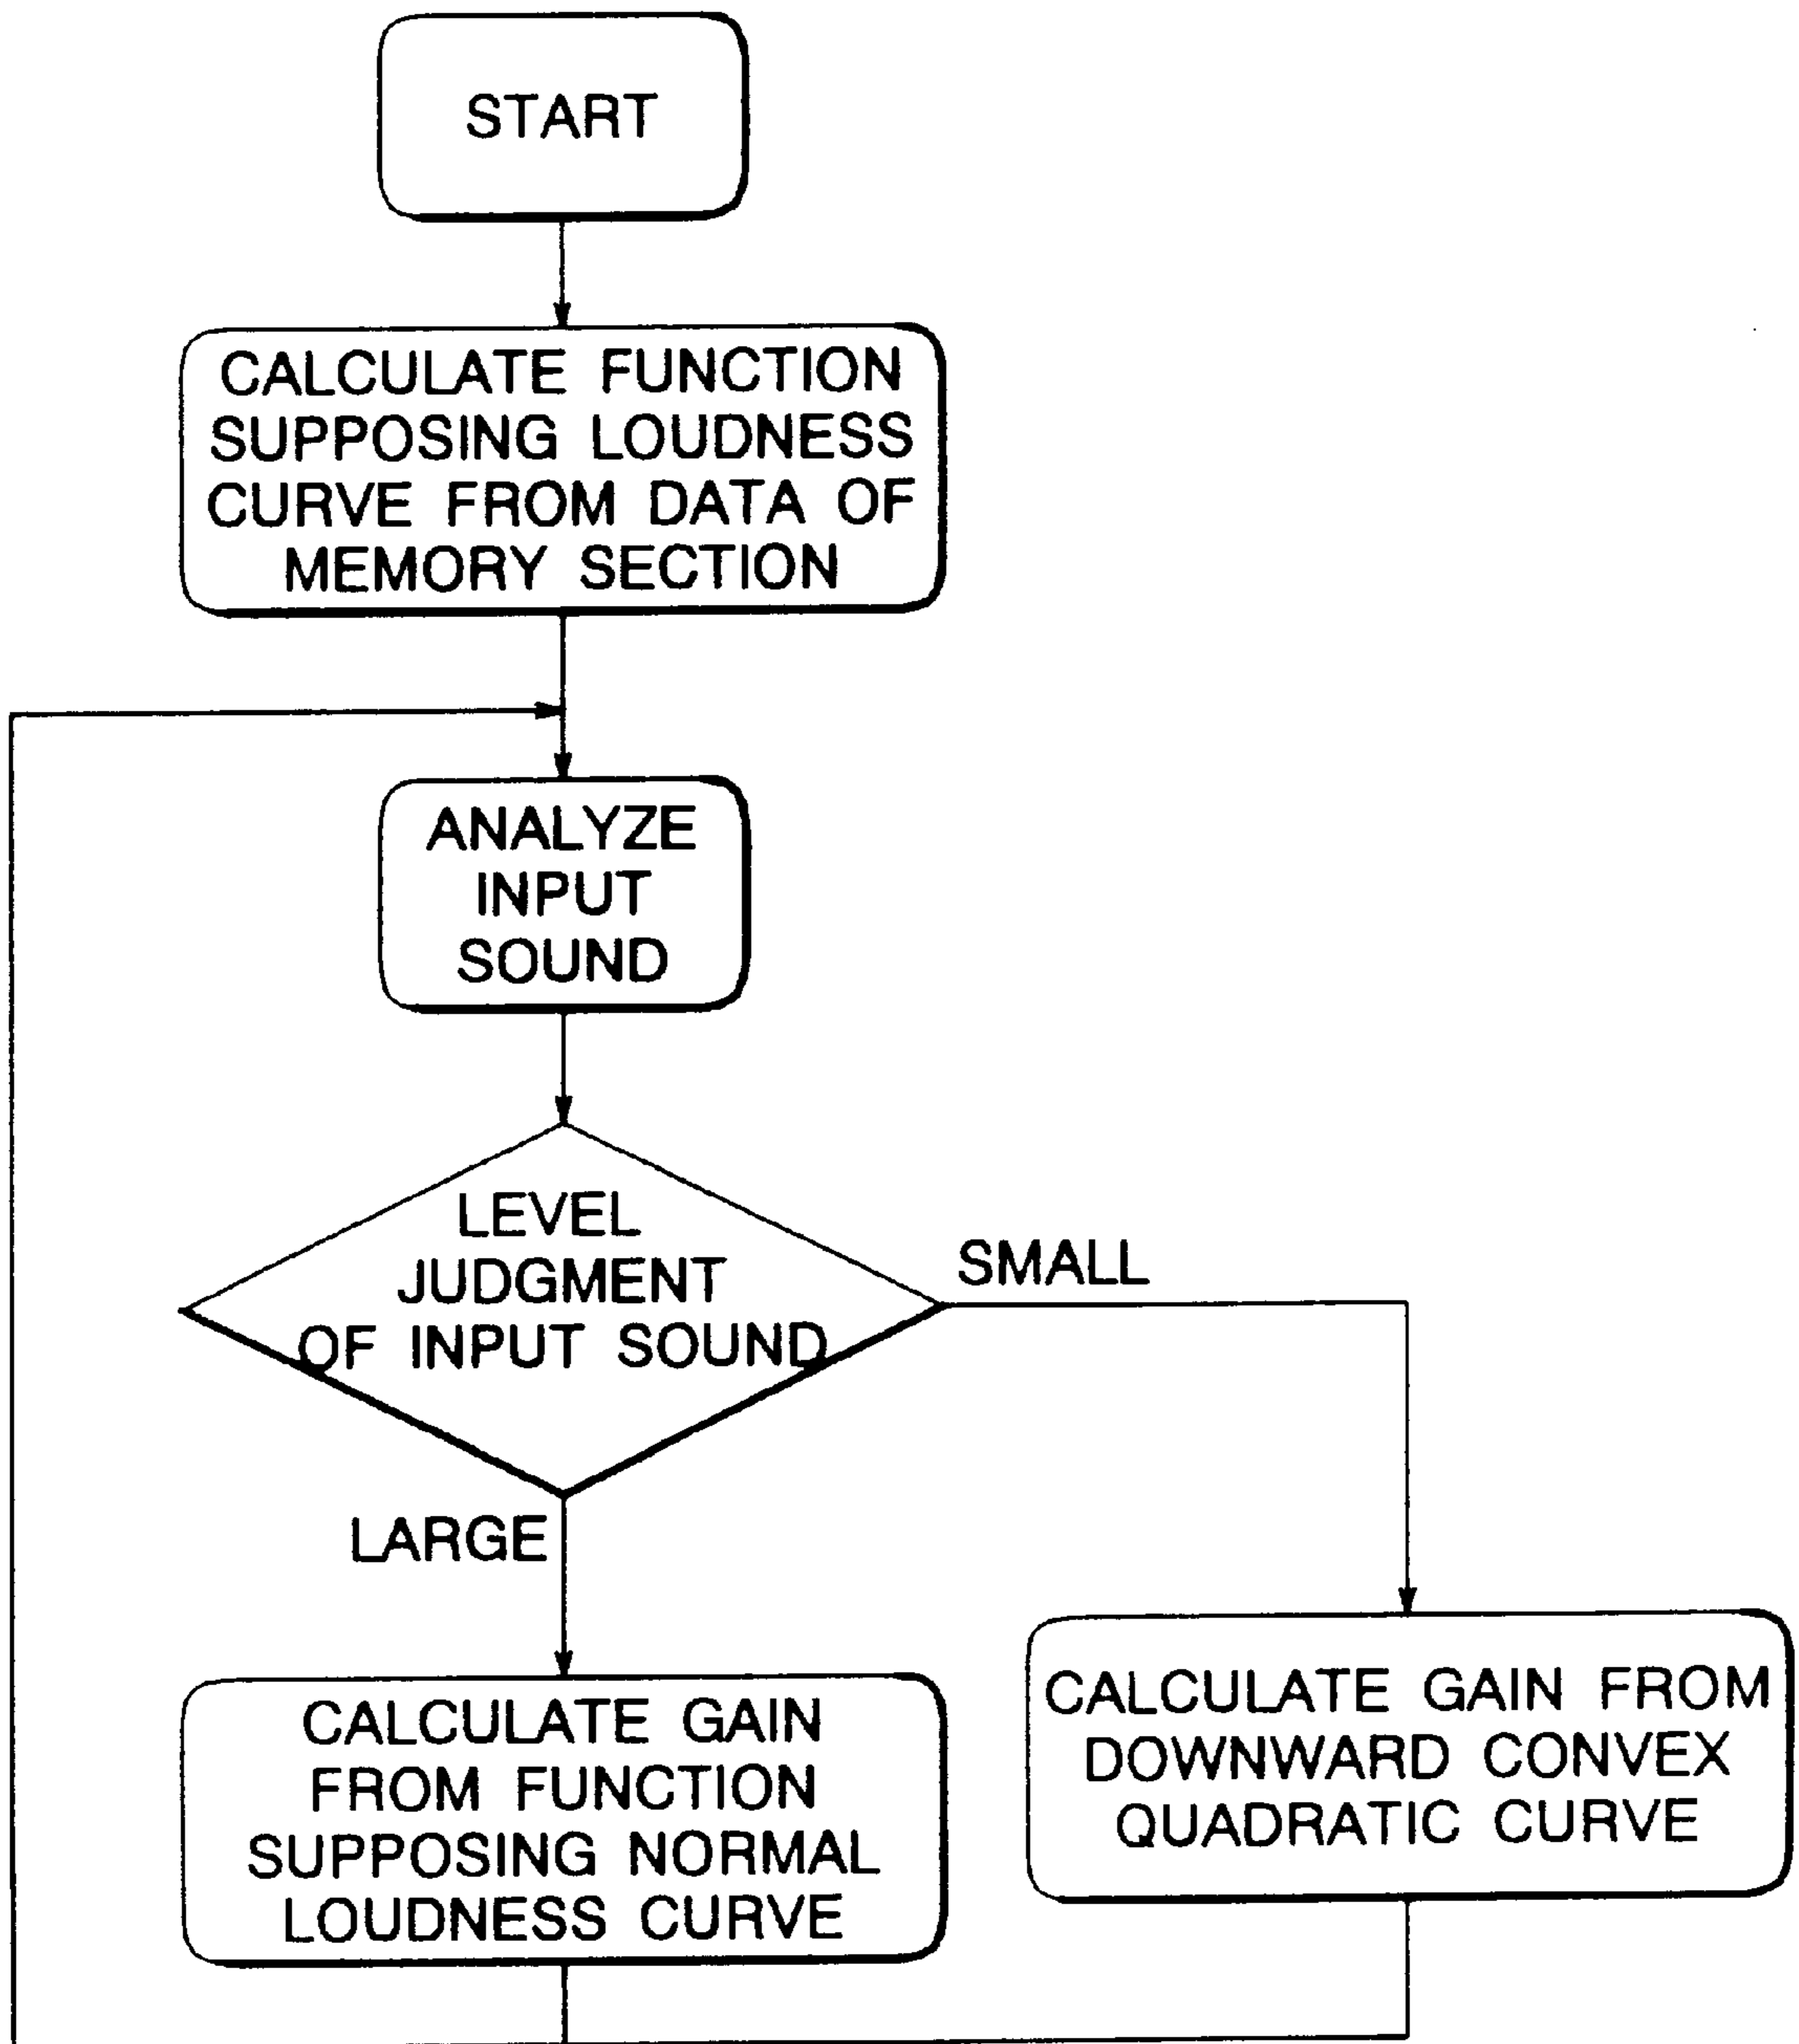 START
CALCULATE FUNCTION
SUPPOSING LOUDNESS
CURVE FROM DATA OF
MEMORY SECTION
ANALYZE
INPUT
SOUND
LEVEL
JUDGMENT
OF INPUT SOUND
SMALL
LARGE
CALCULATE GAIN
FROM FUNCTION
SUPPOSING NORMAL
LOUDNESS CURVE
CALCULATE GAIN FROM
DOWNWARD CONVEX
QUADRATIC CURVE